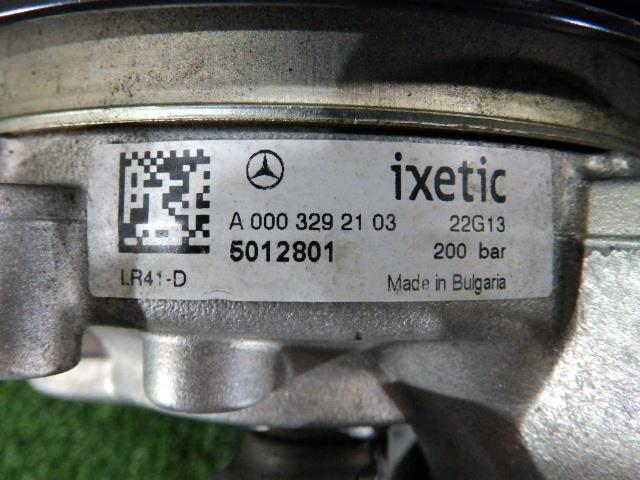 ixetic
A 000 329 21 03 22G13
5012801 200 bar
LR41-D Made in Bulgaria